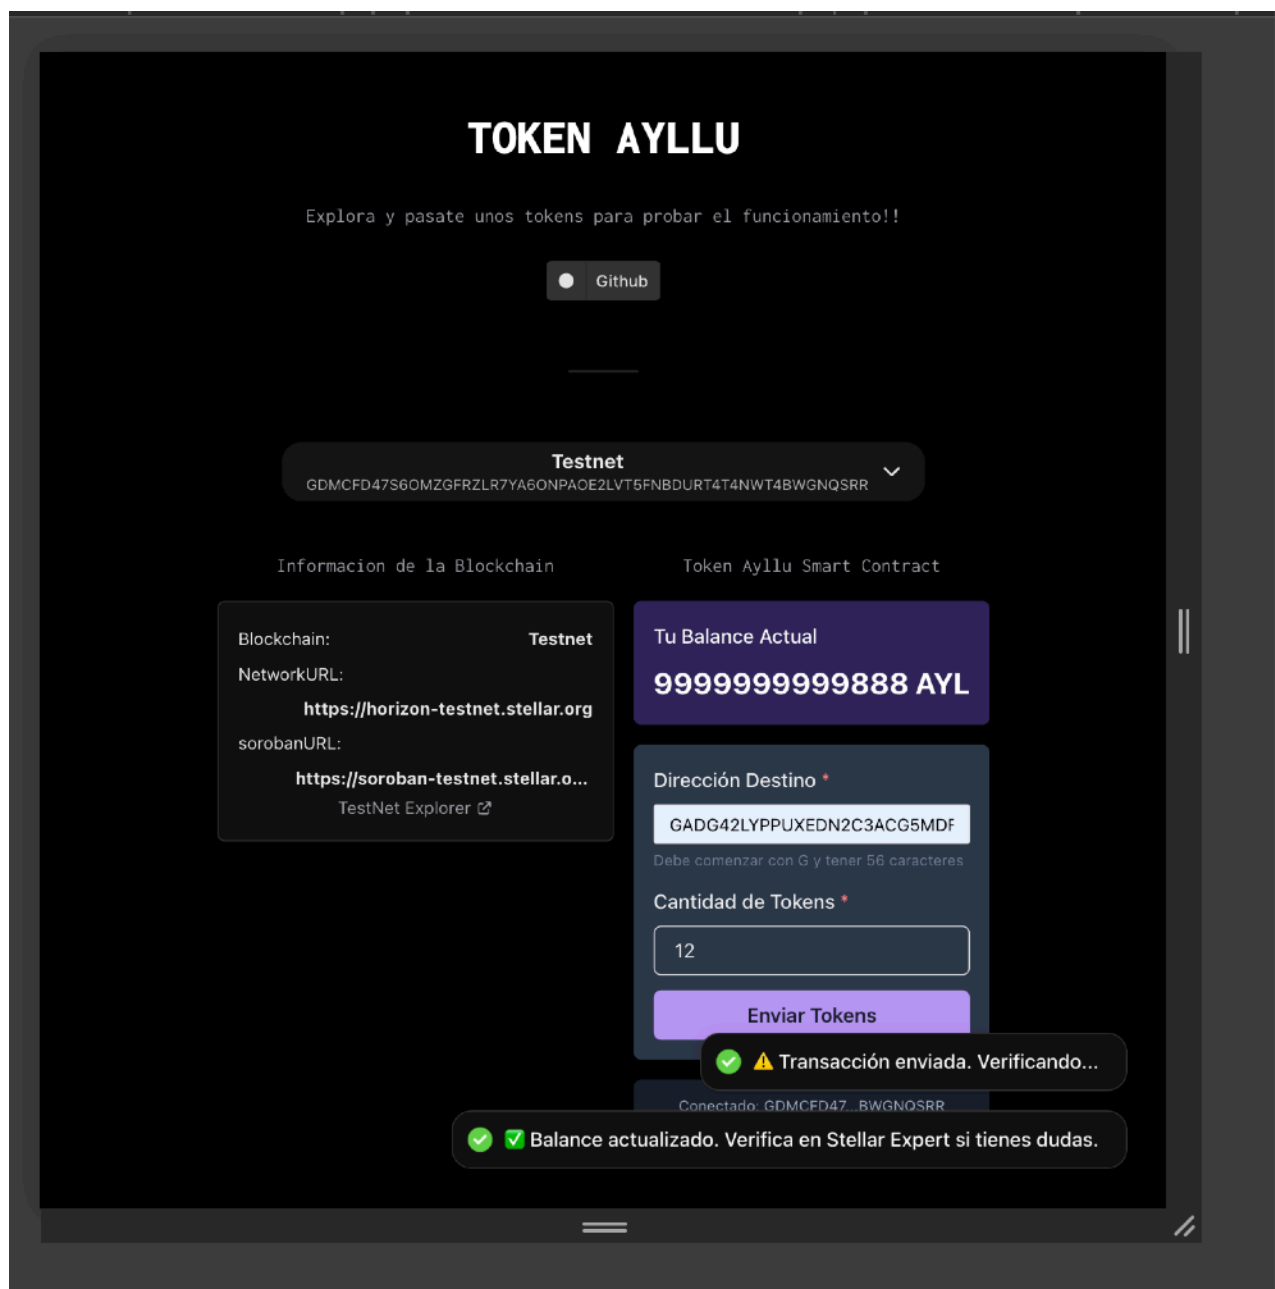 TOKEN AYLLU
Explora y pasate unos tokens para probar el funcionamiento!!
Github
Testnet
GDMCFD47S6OMZGFRZLR7YA6ONPAOE2LVT5FNBDURT4T4NWT4BWGNQSRR
Informacion de la Blockchain
Blockchain: Testnet
NetworkURL:
https://horizon-testnet.stellar.org
sorobanURL:
https://soroban-testnet.stellar.o...
TestNet Explorer
Token Ayllu Smart Contract
Tu Balance Actual
9999999999888 AYL
Dirección Destino *
GADG42LYPPUXEDN2C3ACG5MDF
Debe comenzar con G y tener 56 caracteres
Cantidad de Tokens *
12
Enviar Tokens
⚠️ Transacción enviada. Verificando...
Conectado: GDMCFD47...BWGNQSRR
✅ Balance actualizado. Verifica en Stellar Expert si tienes dudas.